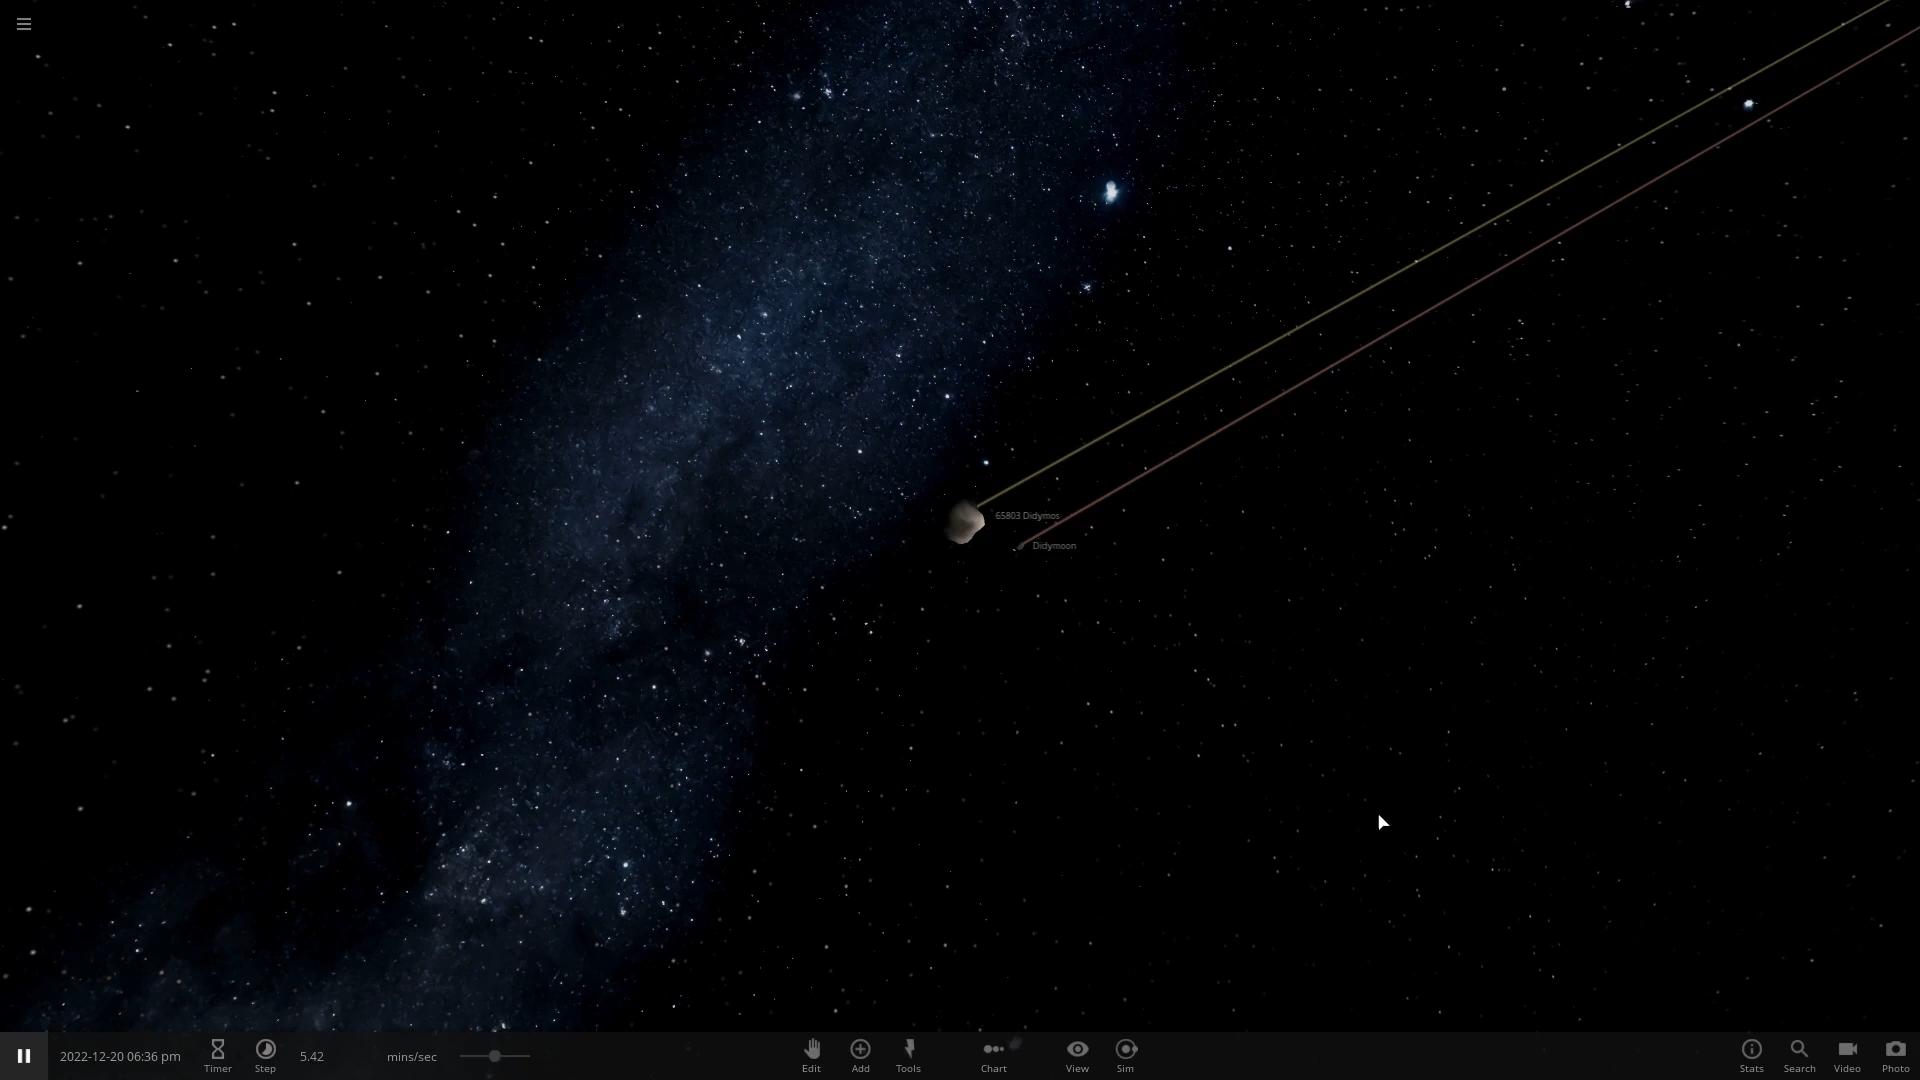 65803 Didymos
Didymoon
2022-12-20 06:36 pm
Timer
Step
5.42
mins/sec
Edit
Add
Tools
Chart
View
Sim
Stats
Search
Video
Photo